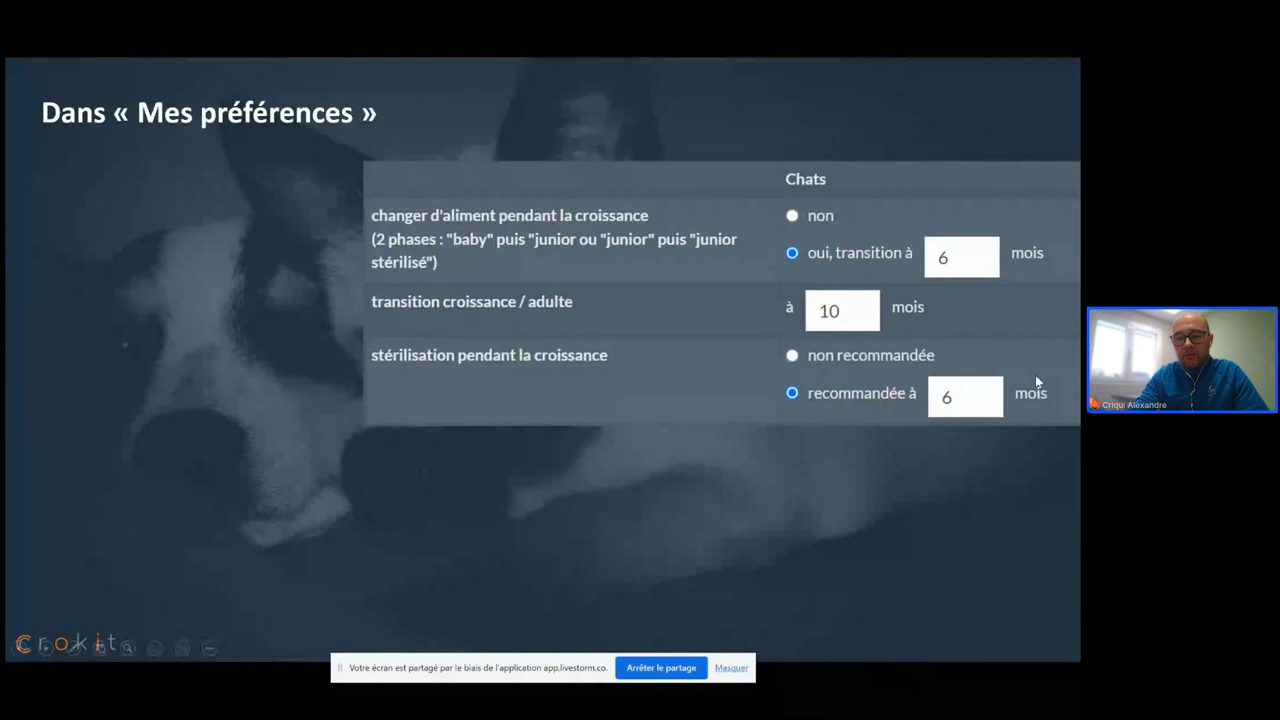 Dans « Mes préférences »
Chats
changer d'aliment pendant la croissance
(2 phases : "baby" puis "junior ou "junior" puis "junior
stérilisé")
non
oui, transition à 6 mois
transition croissance / adulte
à 10 mois
stérilisation pendant la croissance
non recommandée
recommandée à 6 mois
Criqui Alexandre
crokit
Votre écran est partagé par le biais de l'application app.livestorm.co.
Arrêter le partage
Masquer